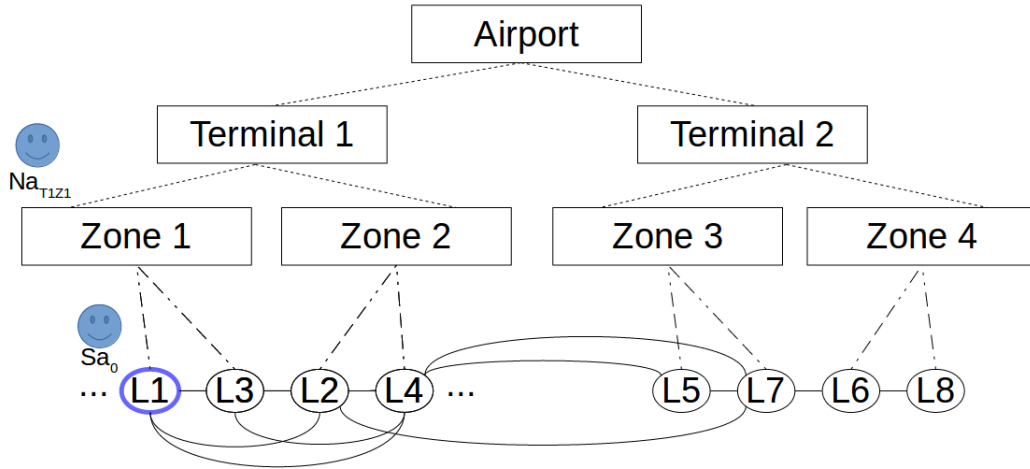 Airport
Terminal 1 Terminal 2
Na_T1Z1
Zone 1 Zone 2 Zone 3 Zone 4
Sa_0
... L1 L3 L2 L4 ... L5 L7 L6 L8